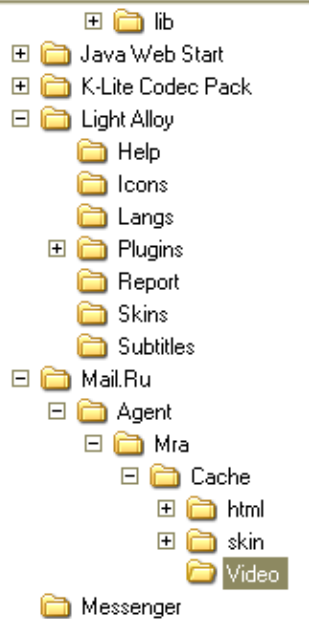 lib
Java Web Start
K-Lite Codec Pack
Light Alloy
Help
Icons
Langs
Plugins
Report
Skins
Subtitles
Mail.Ru
Agent
Mra
Cache
html
skin
Video
Messenger